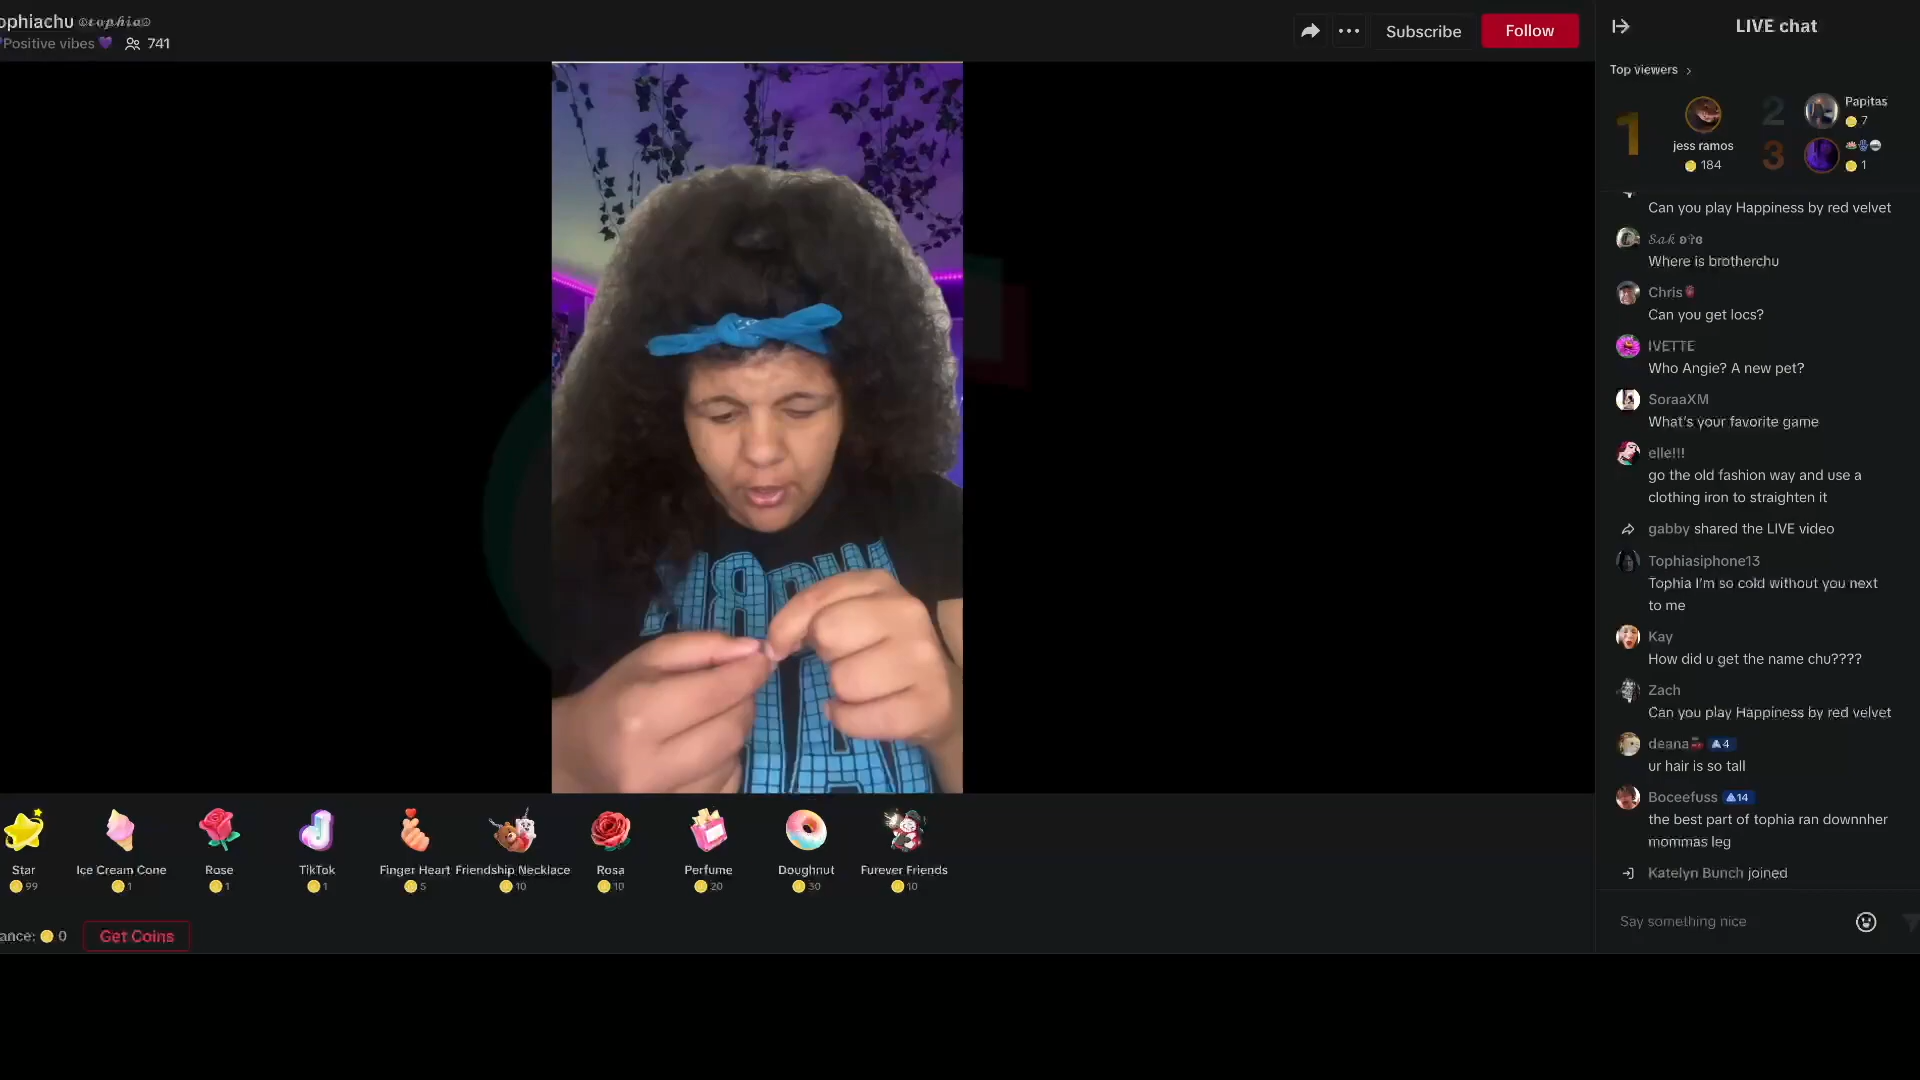 ophiachu @tophia
Positive vibes 💜 741
Subscribe
Follow
LIVE chat
Top viewers >
1
jess ramos
184
2
Papitas
7
3
1
Can you play Happiness by red velvet
Sak
Where is brotherchu
Chris
Can you get locs?
IVETTE
Who Angie? A new pet?
SoraaXM
What's your favorite game
elle!!!
go the old fashion way and use a
clothing iron to straighten it
gabby shared the LIVE video
Tophiasiphone13
Tophia I'm so cold without you next
to me
Kay
How did u get the name chu????
Zach
Can you play Happiness by red velvet
deana 4
ur hair is so tall
Boceefuss 14
the best part of tophia ran downnher
mommas leg
Katelyn Bunch joined
Say something nice
Star
99
Ice Cream Cone
1
Rose
1
TikTok
1
Finger Heart
5
Friendship Necklace
10
Rosa
10
Perfume
20
Doughnut
30
Furever Friends
10
ance: 0
Get Coins